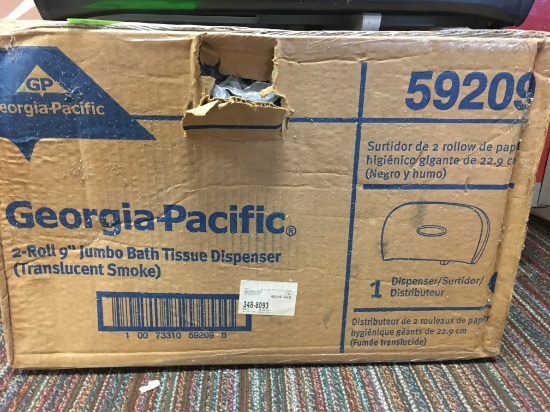 GP
Georgia-Pacific
59209
Surtidor de 2 rollow de pap
higiénico gigante de 22.9 c
(Negro y humo)
Georgia-Pacific®
2-Roll 9" Jumbo Bath Tissue Dispenser
(Translucent Smoke)
1 Dispenser/Surtidor/
Distributeur
348-8093
1 00 73310 59209 8
Distributeur de 2 rouleaux de papi
hygiénique géants de 22.9 cm
(Fumée translucide)